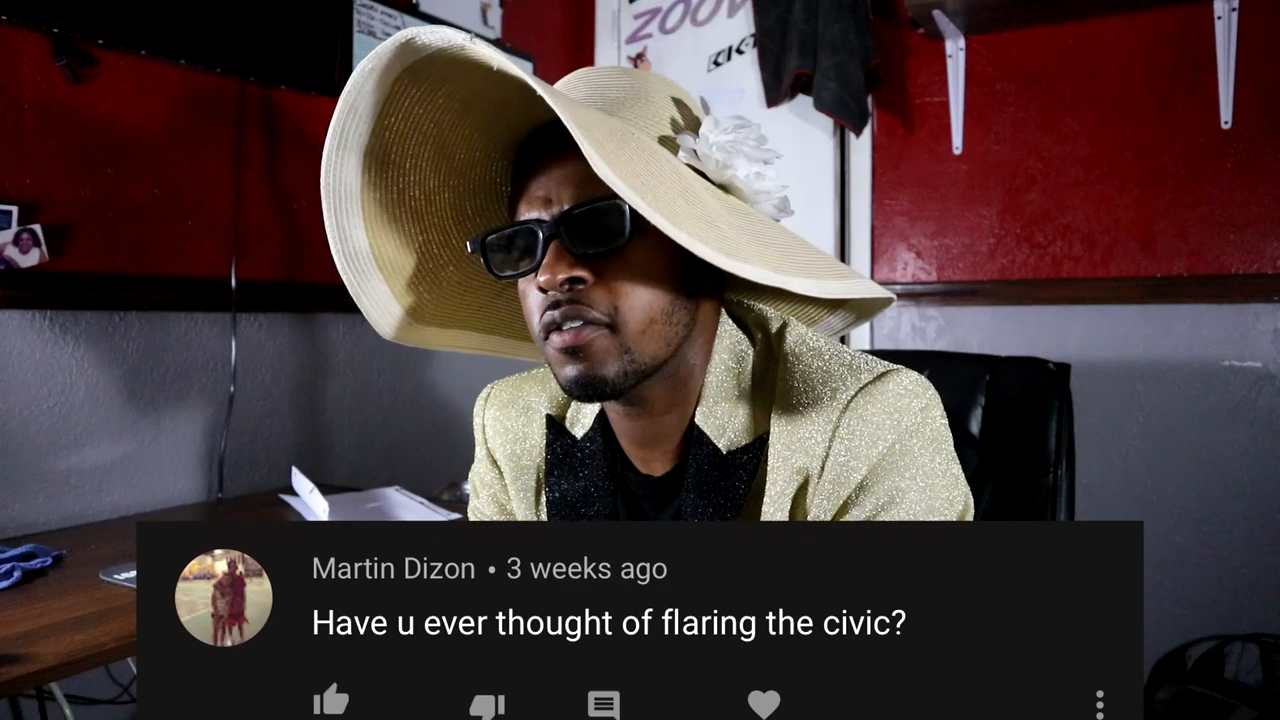 Martin Dizon • 3 weeks ago
Have u ever thought of flaring the civic?